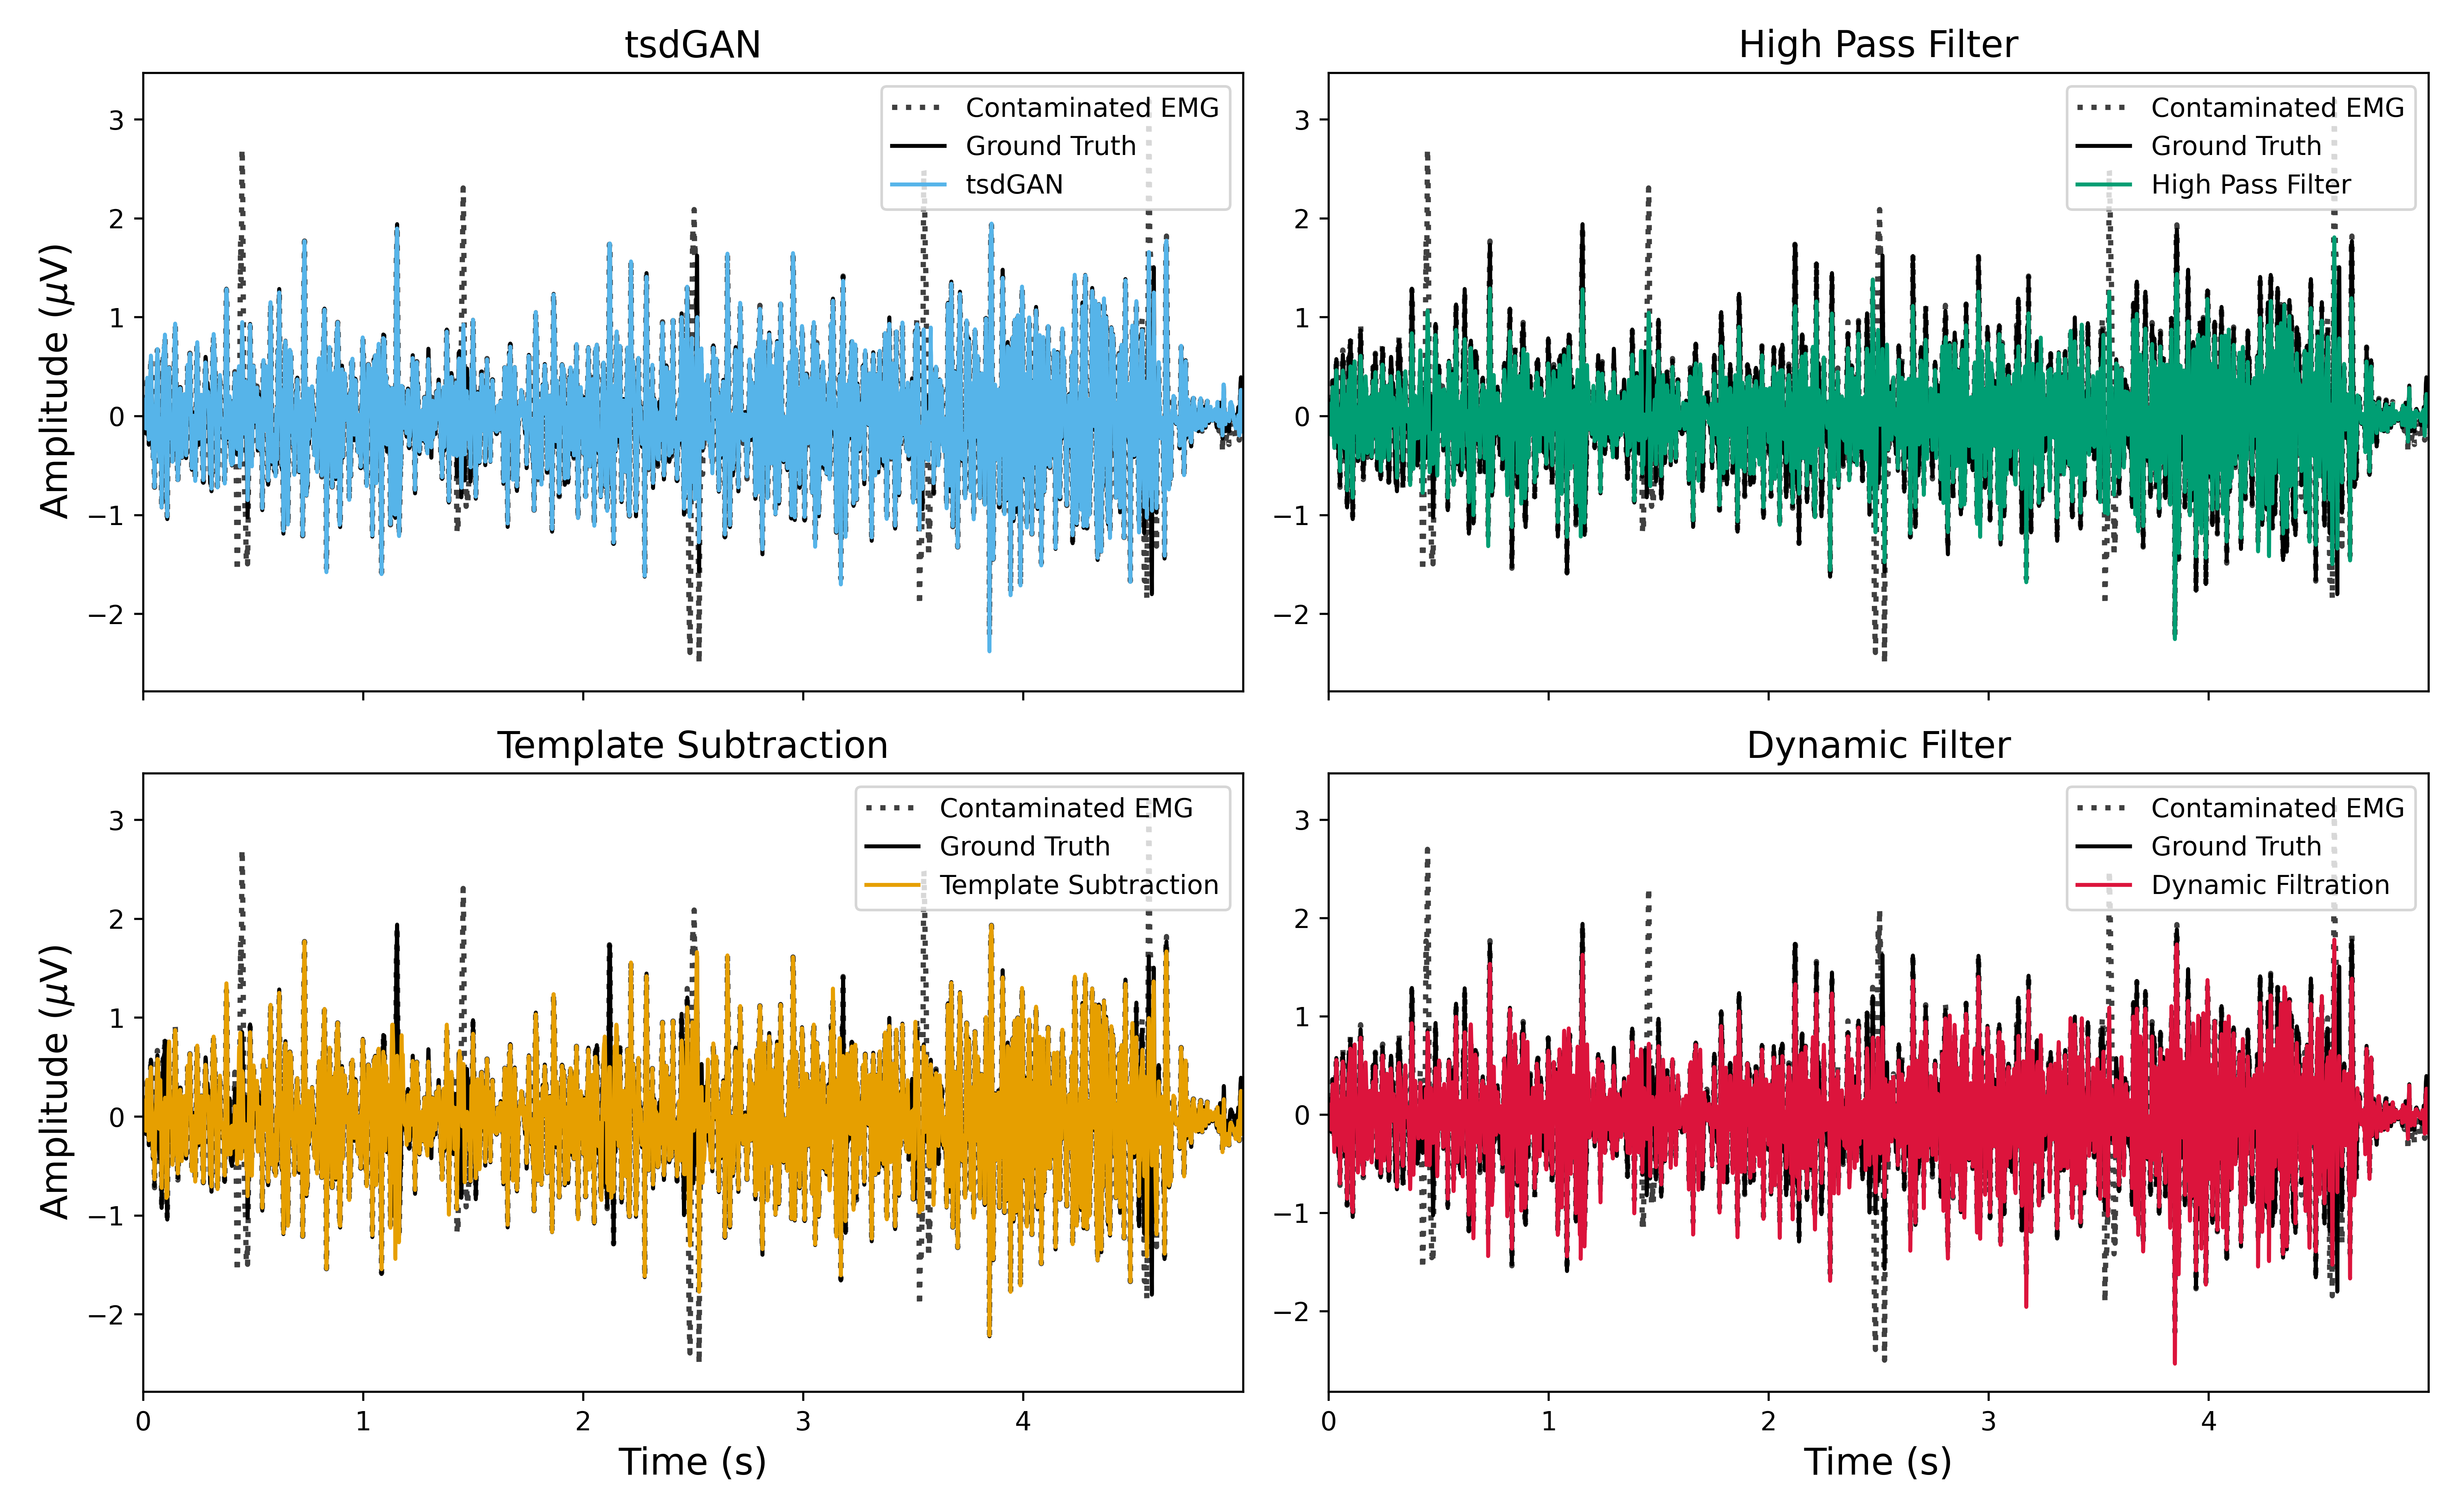 tsdGAN
Contaminated EMG
Ground Truth
tsdGAN
3
2
1
0
−1
−2
Amplitude (μV)
High Pass Filter
Contaminated EMG
Ground Truth
High Pass Filter
3
2
1
0
−1
−2
Template Subtraction
Contaminated EMG
Ground Truth
Template Subtraction
3
2
1
0
−1
−2
Amplitude (μV)
0 1 2 3 4
Time (s)
Dynamic Filter
Contaminated EMG
Ground Truth
Dynamic Filtration
3
2
1
0
−1
−2
0 1 2 3 4
Time (s)